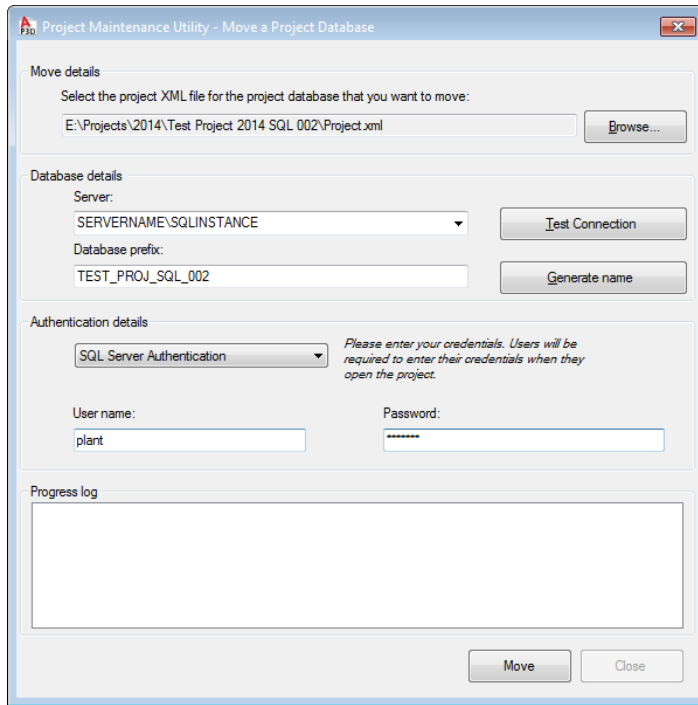 A
P3D
Project Maintenance Utility - Move a Project Database
Move details
Select the project XML file for the project database that you want to move:
E:\Projects\2014\Test Project 2014 SQL 002\Project.xml
Browse...
Database details
Server:
SERVERNAME\SQLINSTANCE
Test Connection
Database prefix:
TEST_PROJ_SQL_002
Generate name
Authentication details
SQL Server Authentication
Please enter your credentials. Users will be
required to enter their credentials when they
open the project.
User name:
Password:
plant
*******
Progress log
Move
Close